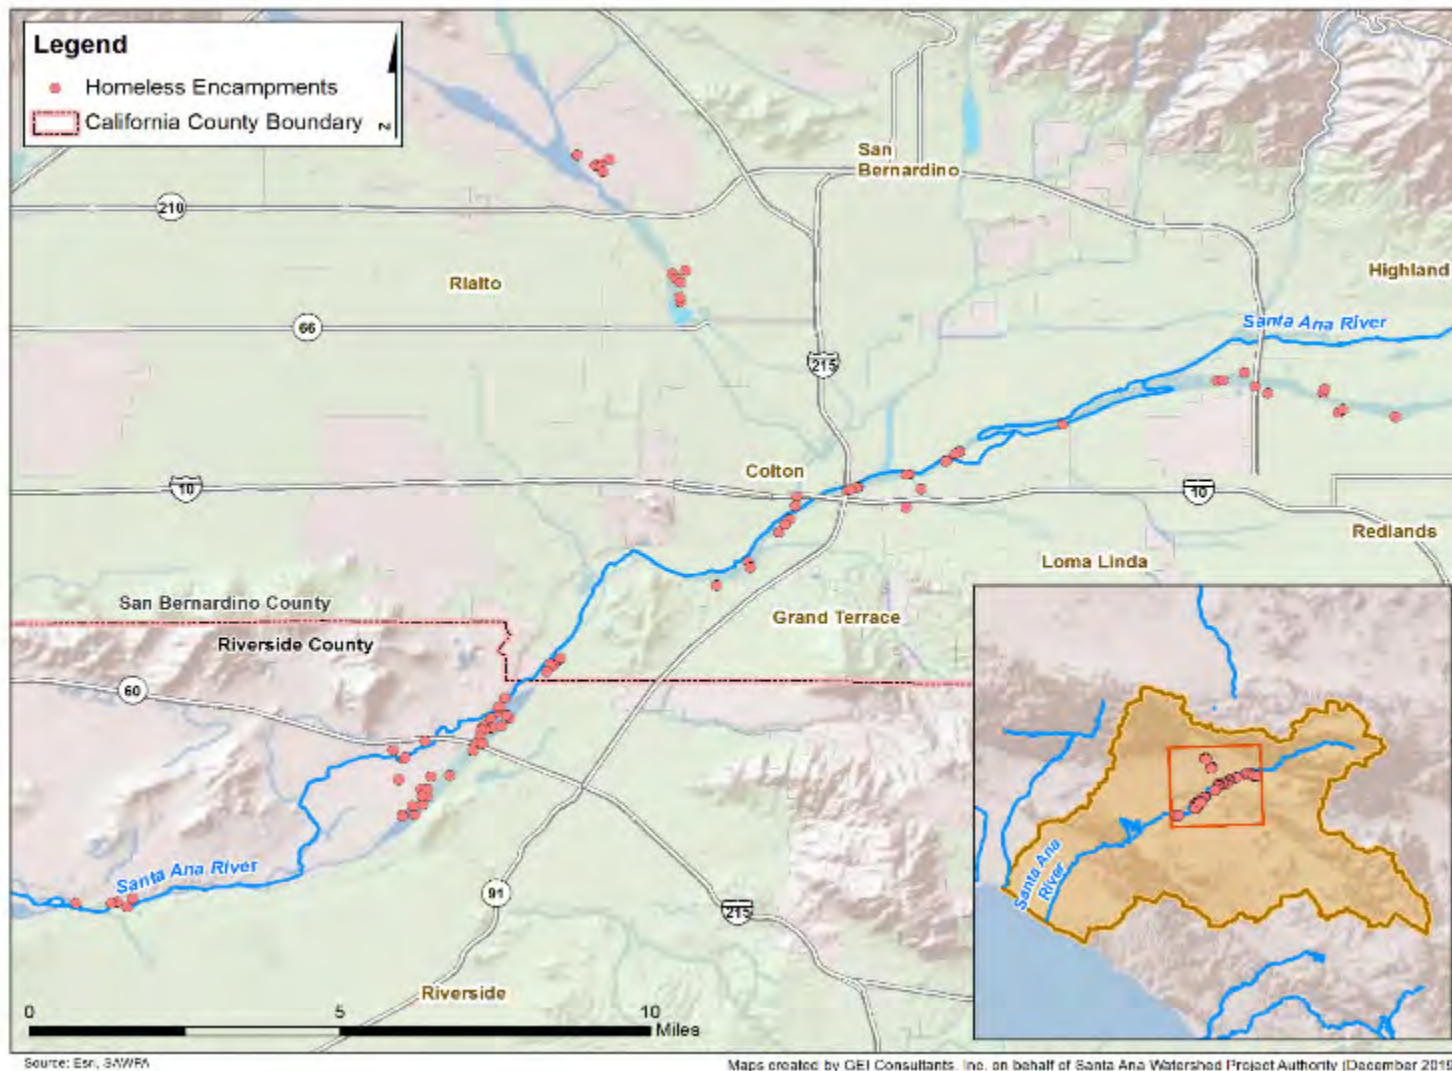 Legend
Homeless Encampments
California County Boundary
N
San
Bernardino
210
Rialto
Highland
66
Santa Ana River
215
Colton
10
10
Redlands
Loma Linda
San Bernardino County
Grand Terrace
Riverside County
60
Santa Ana River
91
215
Santa Ana
River
Riverside
0
5
10
Miles
Source: Esri, SAWPA
Maps created by GEI Consultants, Inc. on behalf of Santa Ana Watershed Project Authority (December 2019